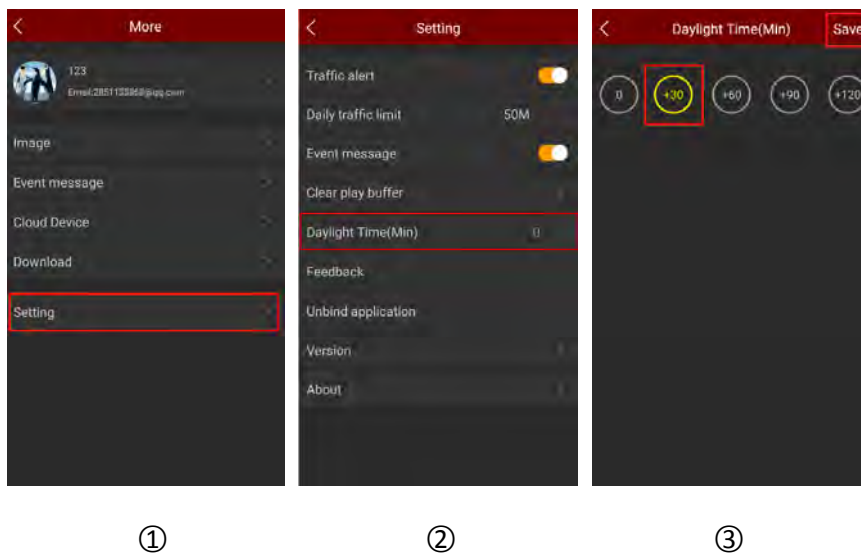 More
123
Image
Event message
Cloud Device
Download
Setting
①
Setting
Traffic alert
Daily traffic limit 50M
Event message
Clear play buffer
Daylight Time(Min) 0
Feedback
Unbind application
Version
About
②
Daylight Time(Min) Save
0 +30 +60 +90 +120
③